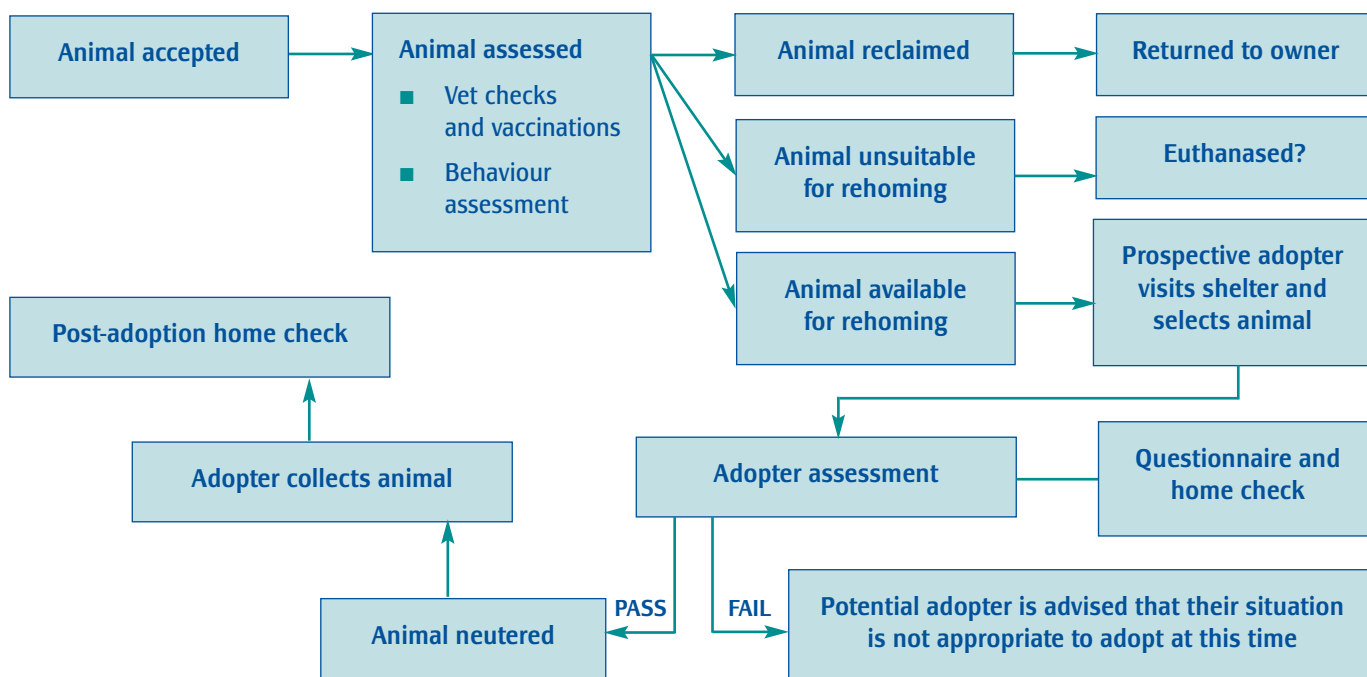 Animal accepted
Animal assessed
■ Vet checks
and vaccinations
■ Behaviour
assessment
Animal reclaimed
Returned to owner
Animal unsuitable
for rehoming
Euthanased?
Animal available
for rehoming
Prospective adopter
visits shelter and
selects animal
Adopter assessment
Questionnaire and
home check
PASS
FAIL
Potential adopter is advised that their situation
is not appropriate to adopt at this time
Animal neutered
Adopter collects animal
Post-adoption home check